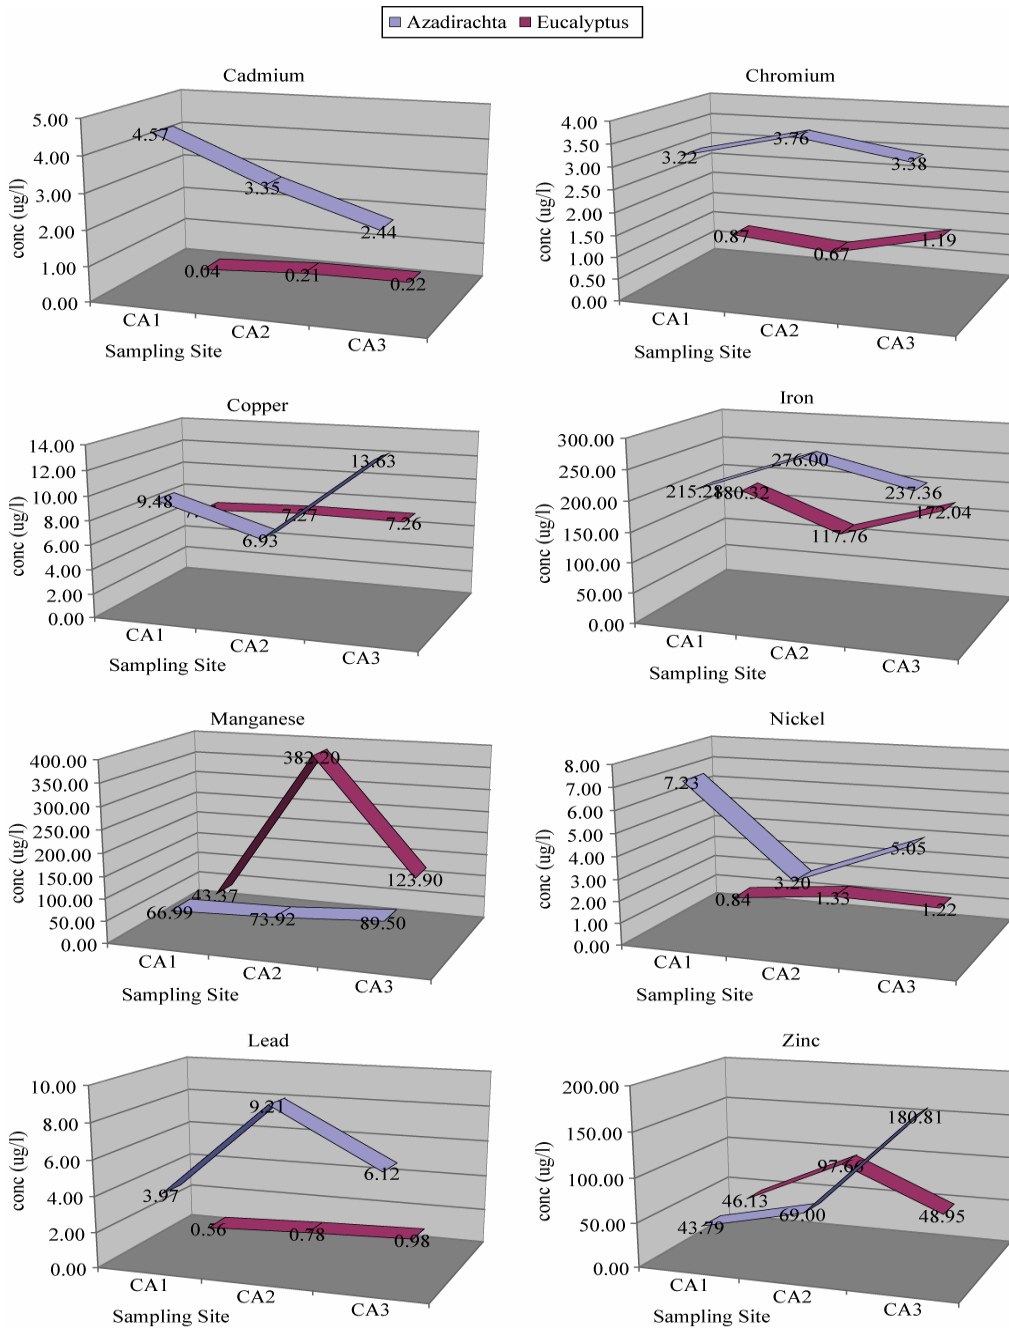 Azadirachta Eucalyptus
Cadmium
5.00
4.00
3.00
2.00
1.00
0.00
conc (ug/l)
4.57
3.35
2.44
0.04
0.21
0.22
CA1
CA2
CA3
Sampling Site
Chromium
4.00
3.50
3.00
2.50
2.00
1.50
1.00
0.50
0.00
conc (ug/l)
3.22
3.76
3.38
0.87
0.67
1.19
CA1
CA2
CA3
Sampling Site
Copper
14.00
12.00
10.00
8.00
6.00
4.00
2.00
0.00
conc (ug/l)
9.48
6.93
13.63
7.27
7.26
CA1
CA2
CA3
Sampling Site
Iron
300.00
250.00
200.00
150.00
100.00
50.00
0.00
conc (ug/l)
276.00
237.36
117.76
172.04
CA1
CA2
CA3
Sampling Site
Manganese
400.00
350.00
300.00
250.00
200.00
150.00
100.00
50.00
0.00
conc (ug/l)
382.20
43.37
123.90
66.99
73.92
89.50
CA1
CA2
CA3
Sampling Site
Nickel
8.00
7.00
6.00
5.00
4.00
3.00
2.00
1.00
0.00
conc (ug/l)
7.23
3.20
5.05
0.84
1.33
1.22
CA1
CA2
CA3
Sampling Site
Lead
10.00
8.00
6.00
4.00
2.00
0.00
conc (ug/l)
3.97
9.21
6.12
0.56
0.78
0.98
CA1
CA2
CA3
Sampling Site
Zinc
200.00
150.00
100.00
50.00
0.00
conc (ug/l)
180.81
46.13
48.95
43.79
69.00
CA1
CA2
CA3
Sampling Site